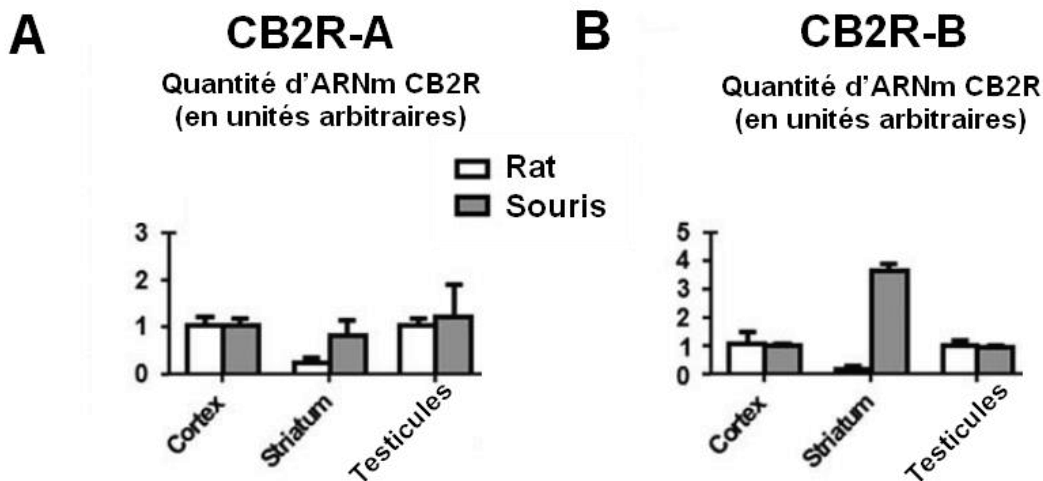 A
CB2R-A
Quantité d'ARNm CB2R
(en unités arbitraires)
B
CB2R-B
Quantité d'ARNm CB2R
(en unités arbitraires)
Rat
Souris
3
2
1
0
Cortex
Striatum
Testicules
5
4
3
2
1
0
Cortex
Striatum
Testicules